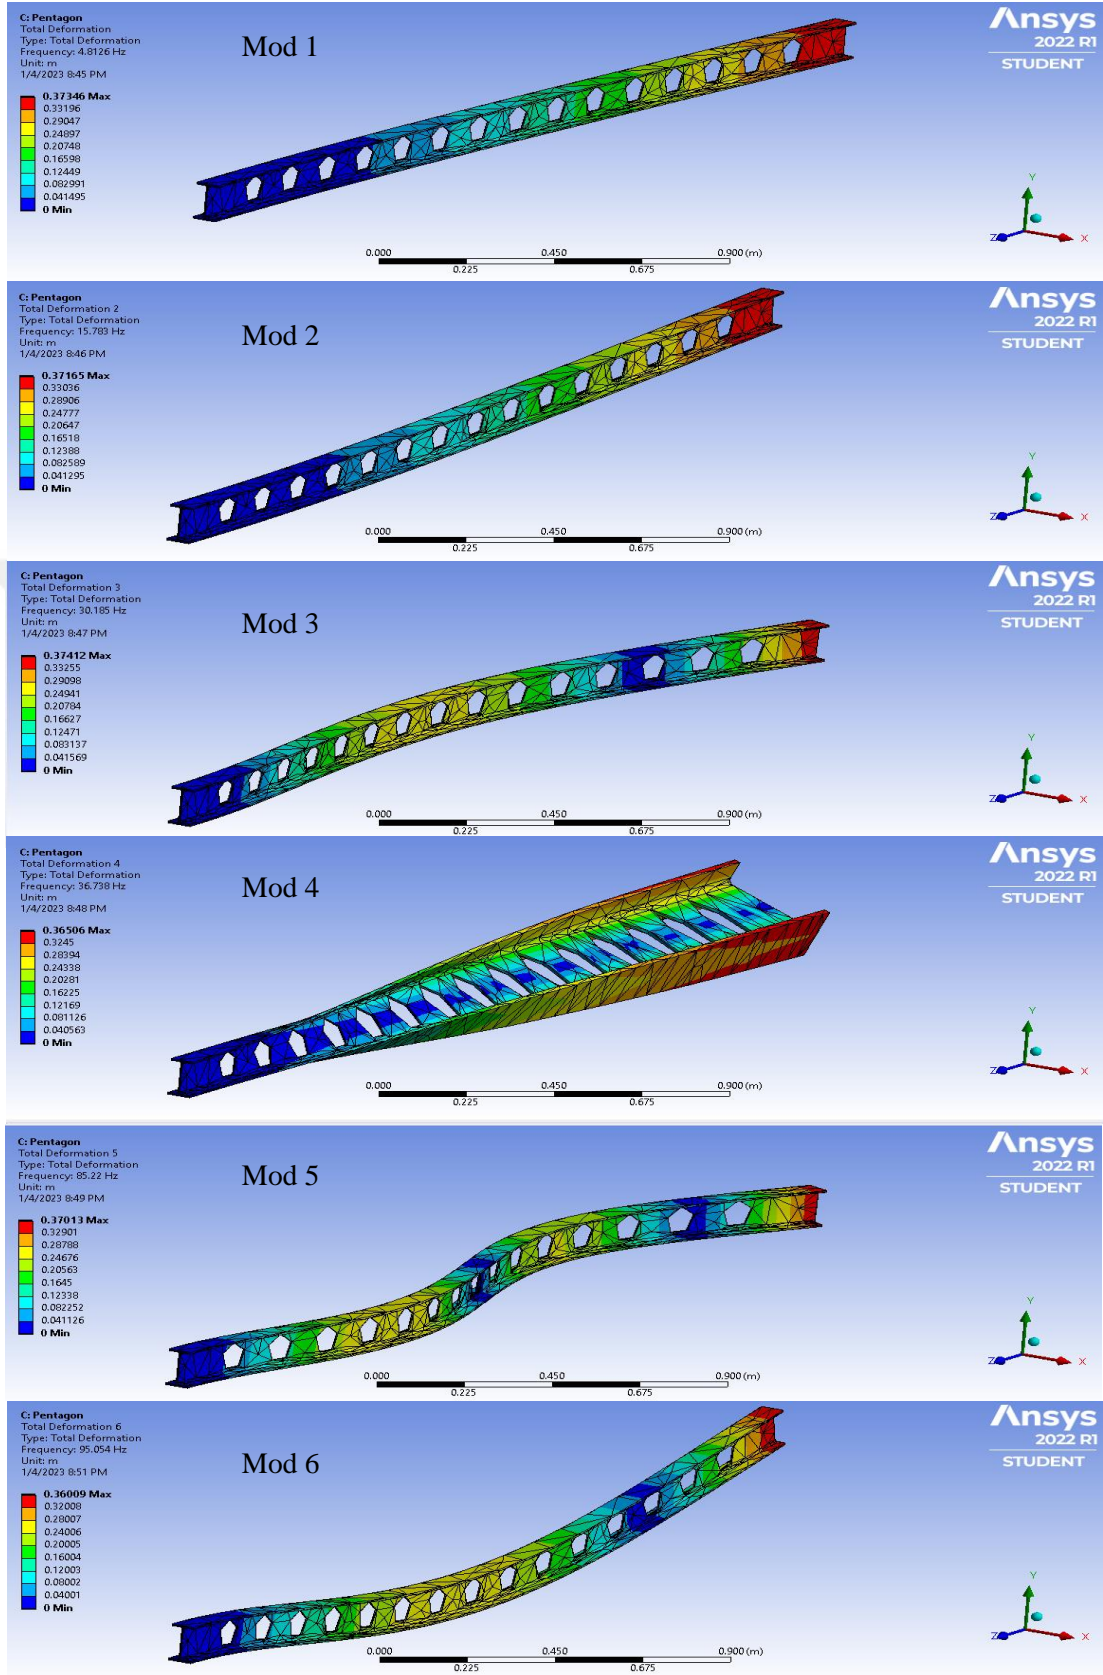 C: Pentagon
Total Deformation
Type: Total Deformation
Frequency: 4.8126 Hz
Unit: m
1/4/2023 8:45 PM
Mod 1
Ansys
2022 R1
STUDENT
0.37346 Max
0.33196
0.29047
0.24897
0.20748
0.16598
0.12449
0.082991
0.041495
0 Min
Y
Z
X
0.000
0.450
0.900 (m)
0.225
0.675
C: Pentagon
Total Deformation 2
Type: Total Deformation
Frequency: 15.783 Hz
Unit: m
1/4/2023 8:46 PM
Mod 2
Ansys
2022 R1
STUDENT
0.37165 Max
0.33036
0.28906
0.24777
0.20647
0.16518
0.12388
0.082589
0.041295
0 Min
Y
Z
X
0.000
0.450
0.900 (m)
0.225
0.675
C: Pentagon
Total Deformation 3
Type: Total Deformation
Frequency: 30.185 Hz
Unit: m
1/4/2023 8:47 PM
Mod 3
Ansys
2022 R1
STUDENT
0.37412 Max
0.33255
0.29098
0.24941
0.20784
0.16627
0.12471
0.083137
0.041569
0 Min
Y
Z
X
0.000
0.450
0.900 (m)
0.225
0.675
C: Pentagon
Total Deformation 4
Type: Total Deformation
Frequency: 36.738 Hz
Unit: m
1/4/2023 8:48 PM
Mod 4
Ansys
2022 R1
STUDENT
0.36506 Max
0.3245
0.28394
0.24338
0.20281
0.16225
0.12169
0.081126
0.040563
0 Min
Y
Z
X
0.000
0.450
0.900 (m)
0.225
0.675
C: Pentagon
Total Deformation 5
Type: Total Deformation
Frequency: 85.22 Hz
Unit: m
1/4/2023 8:49 PM
Mod 5
Ansys
2022 R1
STUDENT
0.37013 Max
0.32901
0.28788
0.24676
0.20563
0.1645
0.12338
0.082252
0.041126
0 Min
Y
Z
X
0.000
0.450
0.900 (m)
0.225
0.675
C: Pentagon
Total Deformation 6
Type: Total Deformation
Frequency: 95.054 Hz
Unit: m
1/4/2023 8:51 PM
Mod 6
Ansys
2022 R1
STUDENT
0.36009 Max
0.32008
0.28007
0.24006
0.20005
0.16004
0.12003
0.08002
0.04001
0 Min
Y
Z
X
0.000
0.450
0.900 (m)
0.225
0.675